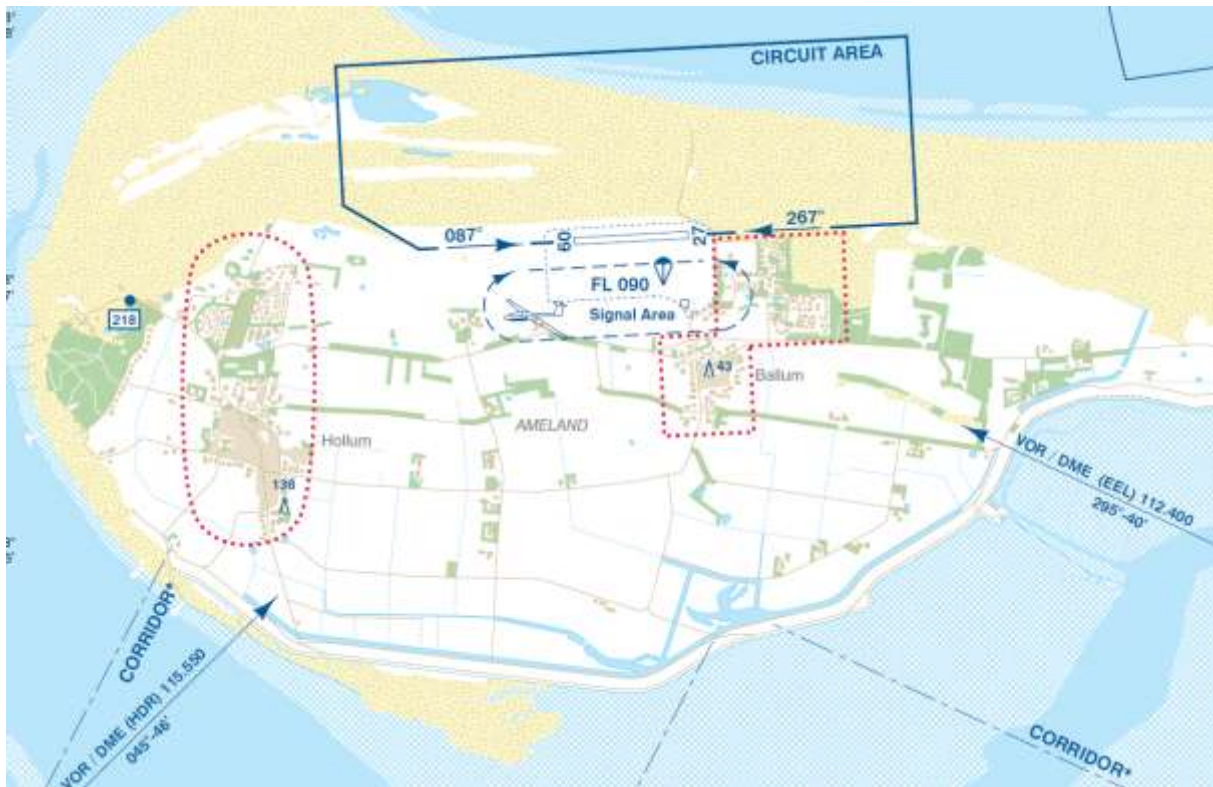 CIRCUIT AREA
087°
267°
09
27
FL 090
Signal Area
218
43
Ballum
AMELAND
Hollum
138
VOR / DME (EEL) 112.400
295°-40'
CORRIDOR*
VOR / DME (HDR) 115.550
045°-46'
CORRIDOR*